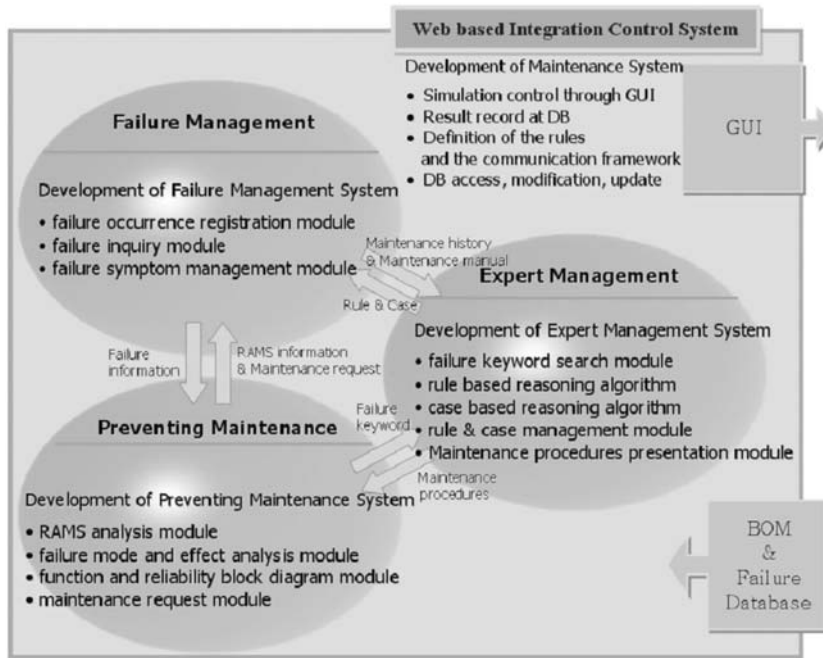 Web based Integration Control System
Development of Maintenance System
• Simulation control through GUI
• Result record at DB
• Definition of the rules
and the communication framework
• DB access, modification, update
GUI
Failure Management
Development of Failure Management System
• failure occurrence registration module
• failure inquiry module
• failure symptom management module
Maintenance history
& Maintenance manual
Rule & Case
Expert Management
Development of Expert Management System
• failure keyword search module
• rule based reasoning algorithm
• case based reasoning algorithm
• rule & case management module
• Maintenance procedures presentation module
Failure
information
RAMS information
& Maintenance request
Failure
keyword
Maintenance
procedures
Preventing Maintenance
Development of Preventing Maintenance System
• RAMS analysis module
• failure mode and effect analysis module
• function and reliability block diagram module
• maintenance request module
BOM
&
Failure
Database